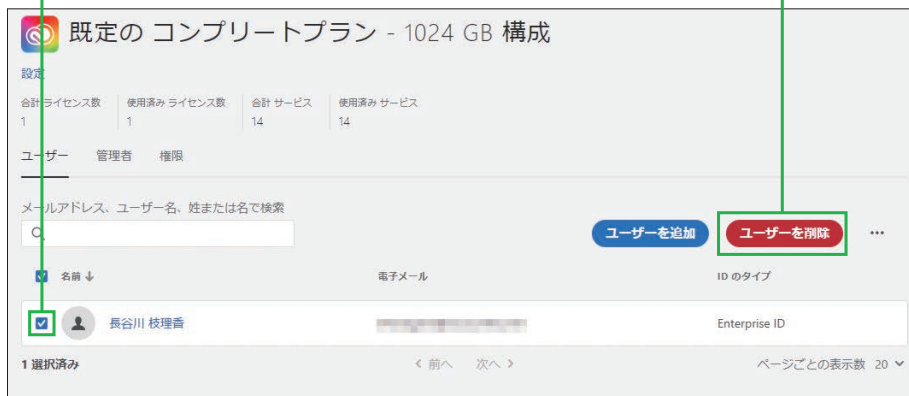 既定の コンプリートプラン - 1024 GB 構成
設定
合計 ライセンス数 使用済み ライセンス数 合計 サービス 使用済み サービス
1 1 14 14
ユーザー 管理者 権限
メールアドレス、ユーザー名、姓または名で検索
ユーザーを追加 ユーザーを削除 …
名前 ↓ 電子メール ID のタイプ
長谷川 枝理香 Enterprise ID
1 選択済み < 前へ 次へ > ページごとの表示数 20